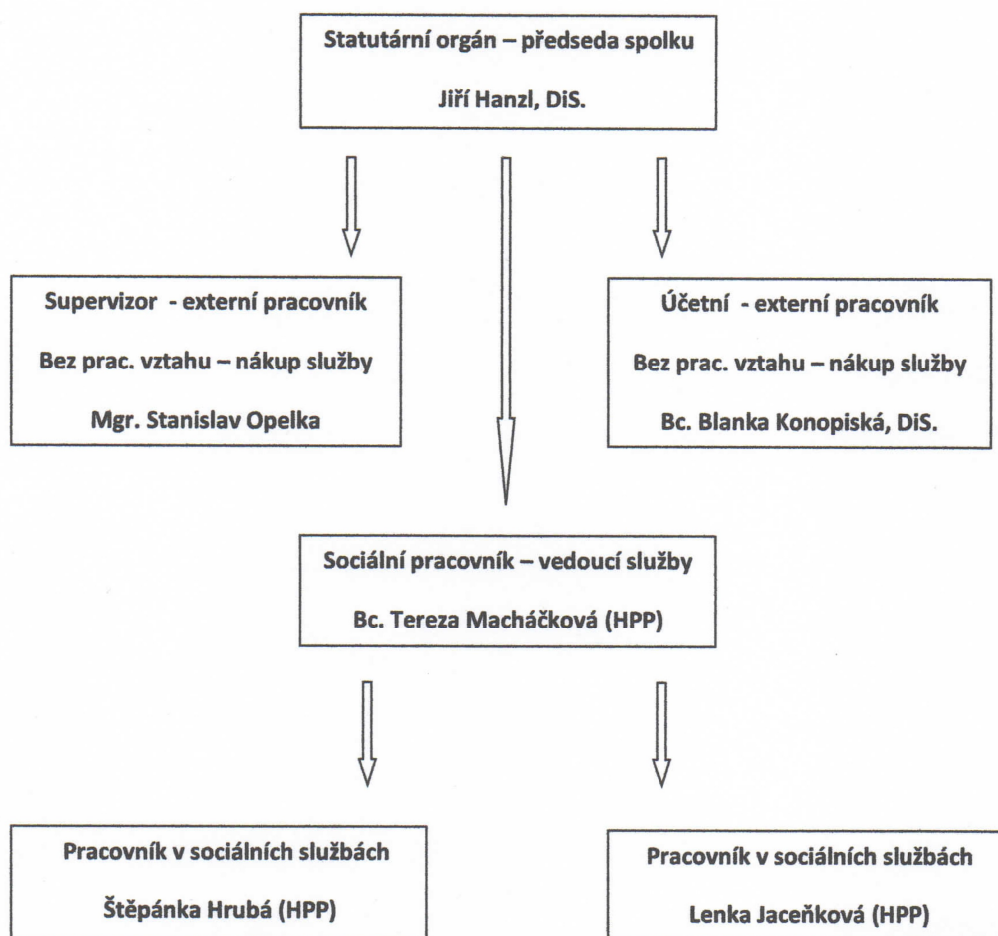 Statutární orgán – předseda spolku
Jiří Hanzl, DiS.
Supervizor - externí pracovník
Bez prac. vztahu – nákup služby
Mgr. Stanislav Opelka
Účetní - externí pracovník
Bez prac. vztahu – nákup služby
Bc. Blanka Konopiská, DiS.
Sociální pracovník – vedoucí služby
Bc. Tereza Macháčková (HPP)
Pracovník v sociálních službách
Štěpánka Hrubá (HPP)
Pracovník v sociálních službách
Lenka Jaceňková (HPP)